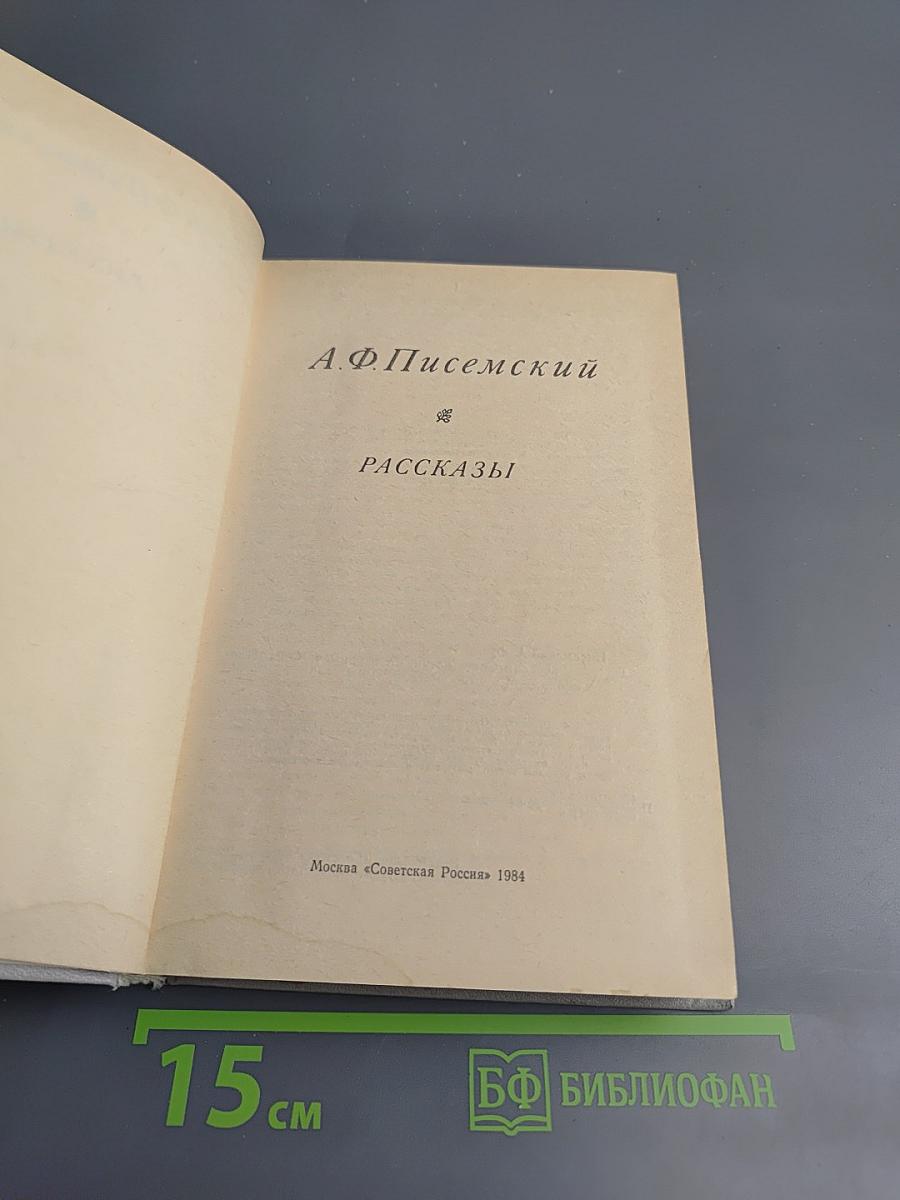 А.Ф.Писемский
РАССКАЗЫ
Москва «Советская Россия» 1984
15 см
БФ БИБЛИОФАН